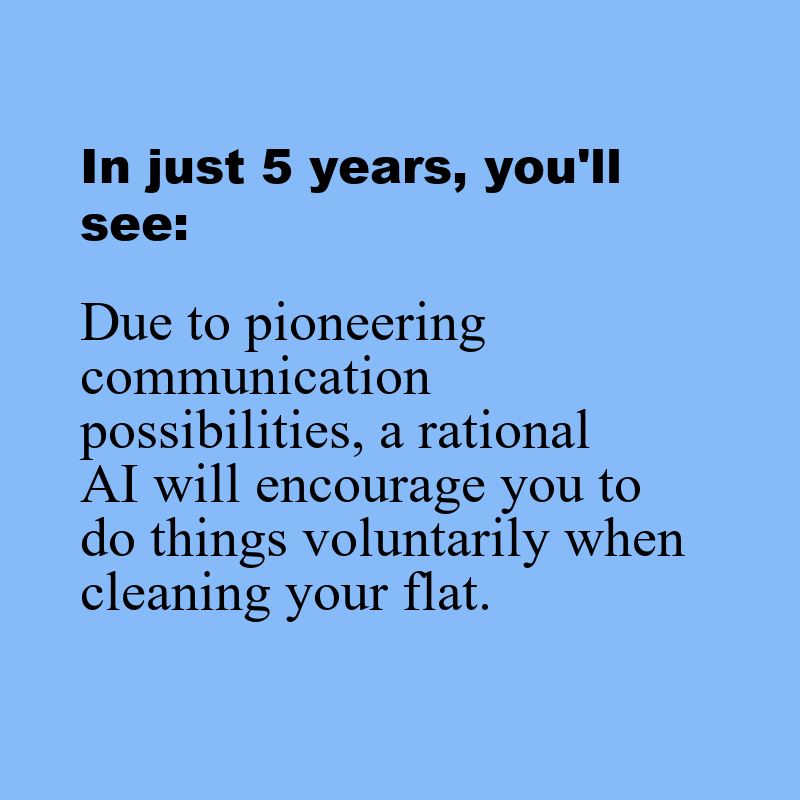 In just 5 years, you'll
see:
Due to pioneering
communication
possibilities, a rational
AI will encourage you to
do things voluntarily when
cleaning your flat.